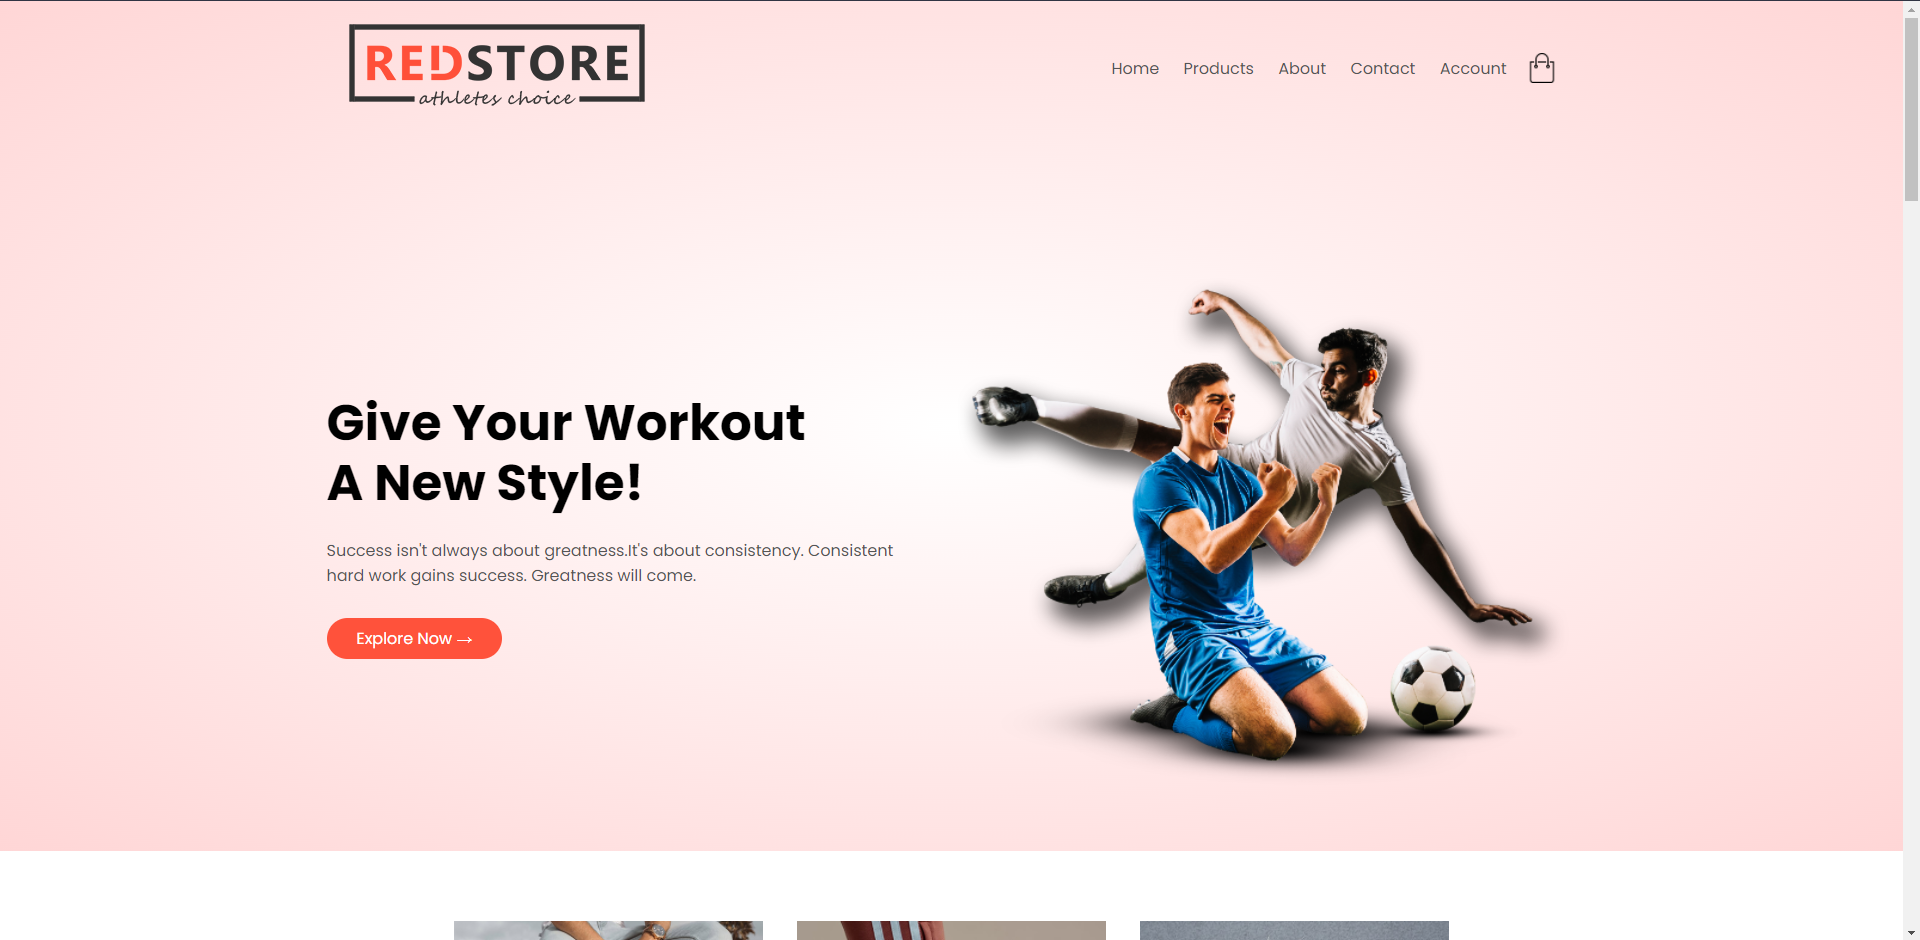 REDSTORE
athletes choice
Home Products About Contact Account
Give Your Workout
A New Style!
Success isn't always about greatness.It's about consistency. Consistent
hard work gains success. Greatness will come.
Explore Now →